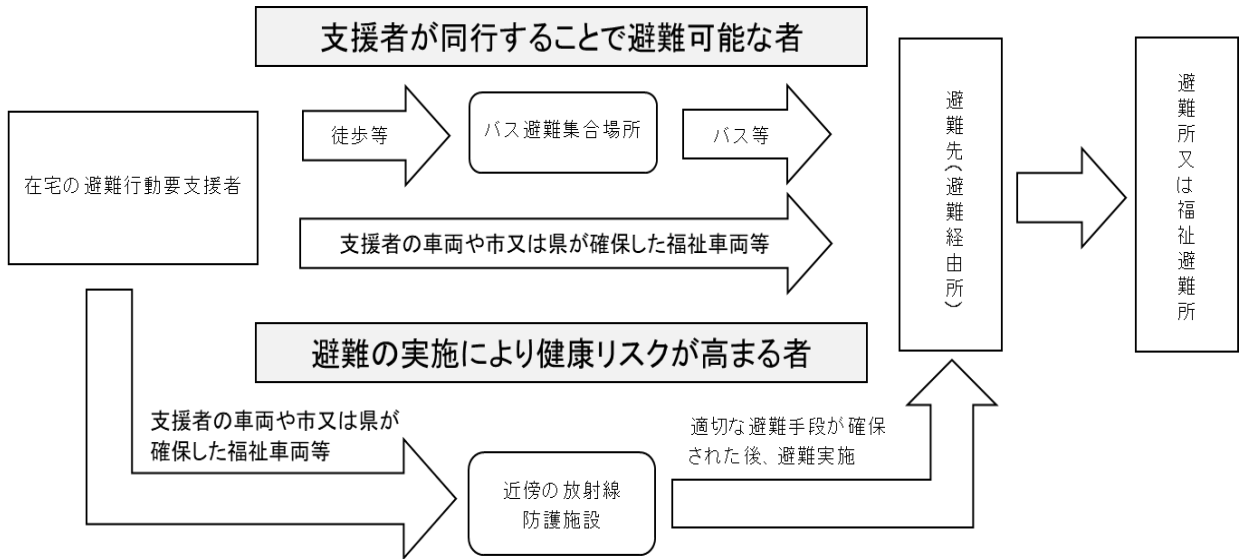 支援者が同行することで避難可能な者
在宅の避難行動要支援者
徒歩等
バス避難集合場所
バス等
支援者の車両や市又は県が確保した福祉車両等
避難先(避難経由所)
避難所又は福祉避難所
避難の実施により健康リスクが高まる者
支援者の車両や市又は県が
確保した福祉車両等
近傍の放射線
防護施設
適切な避難手段が確保
された後、避難実施